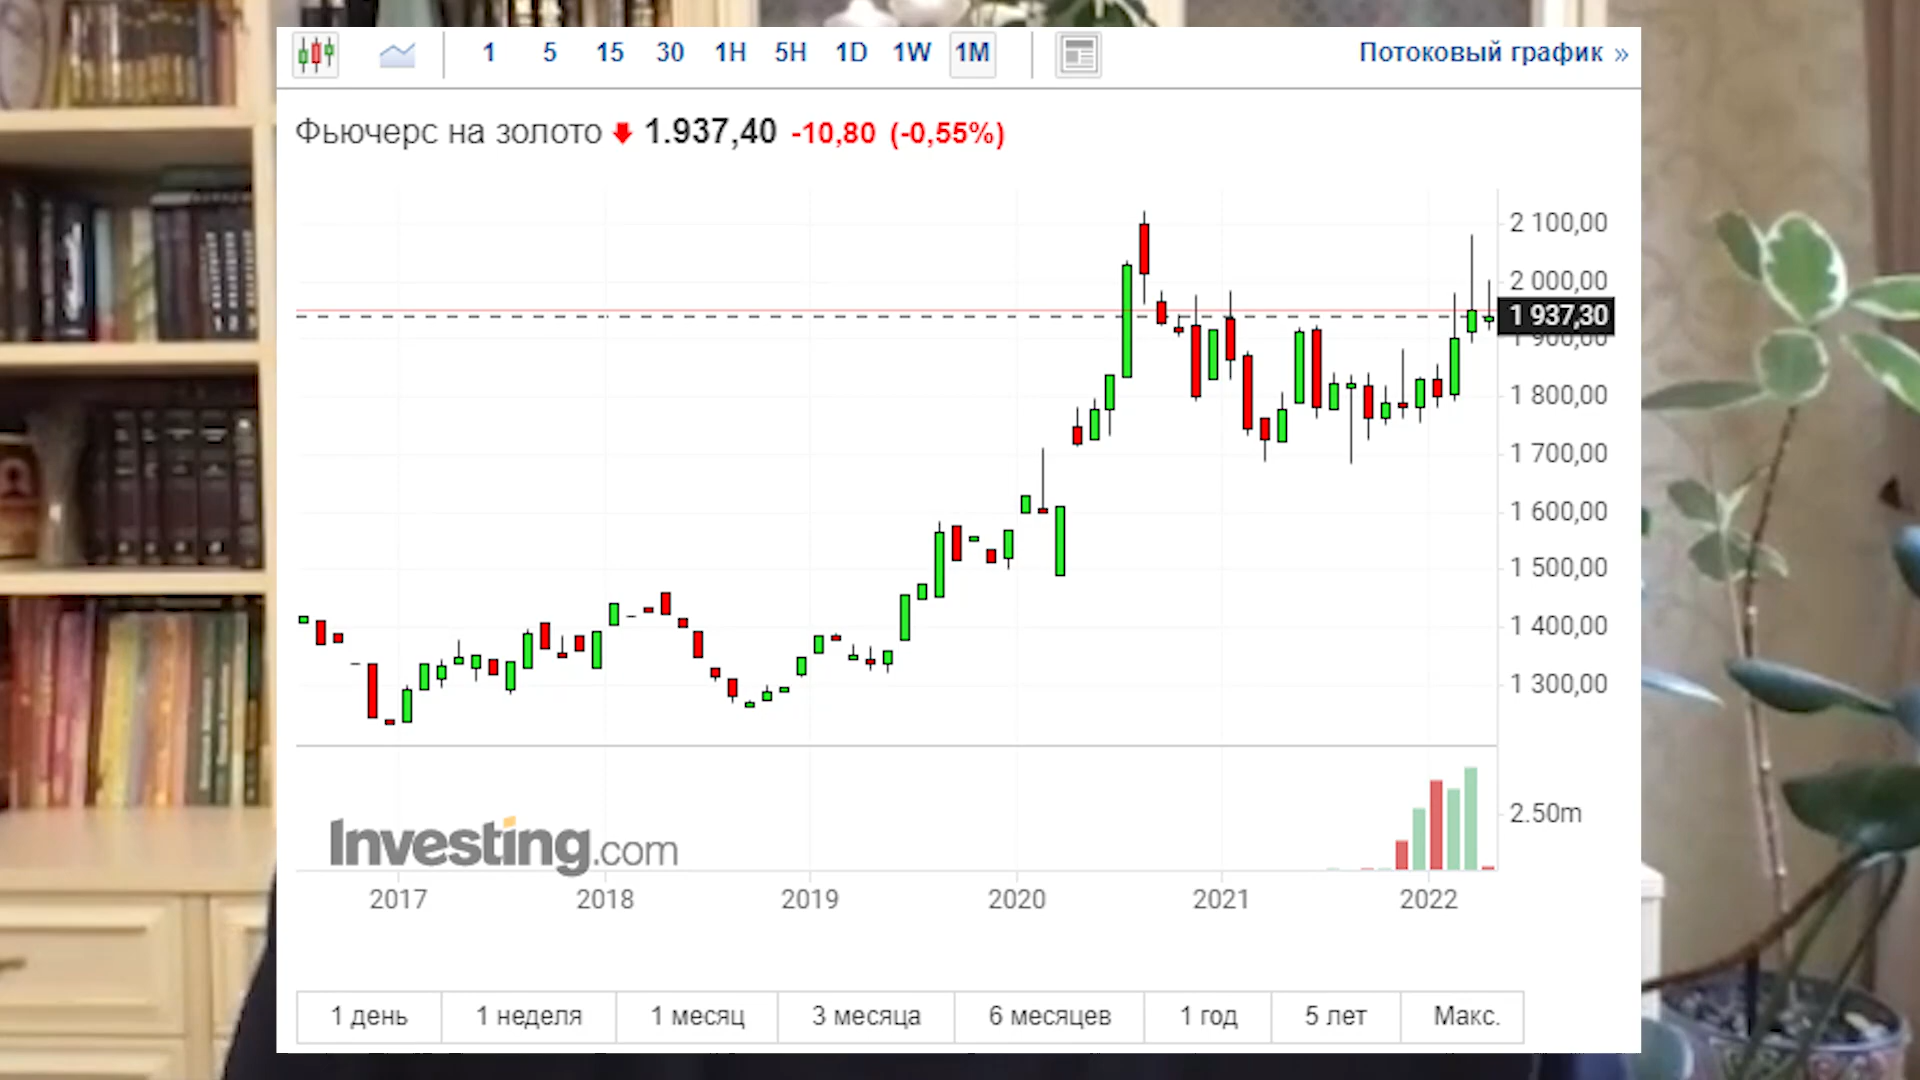 1 5 15 30 1H 5H 1D 1W 1M Потоковый график »
Фьючерс на золото 1.937,40 -10,80 (-0,55%)
2 100,00
2 000,00
1 937,30
1 900,00
1 800,00
1 700,00
1 600,00
1 500,00
1 400,00
1 300,00
2.50m
Investing.com
2017 2018 2019 2020 2021 2022
1 день 1 неделя 1 месяц 3 месяца 6 месяцев 1 год 5 лет Макс.